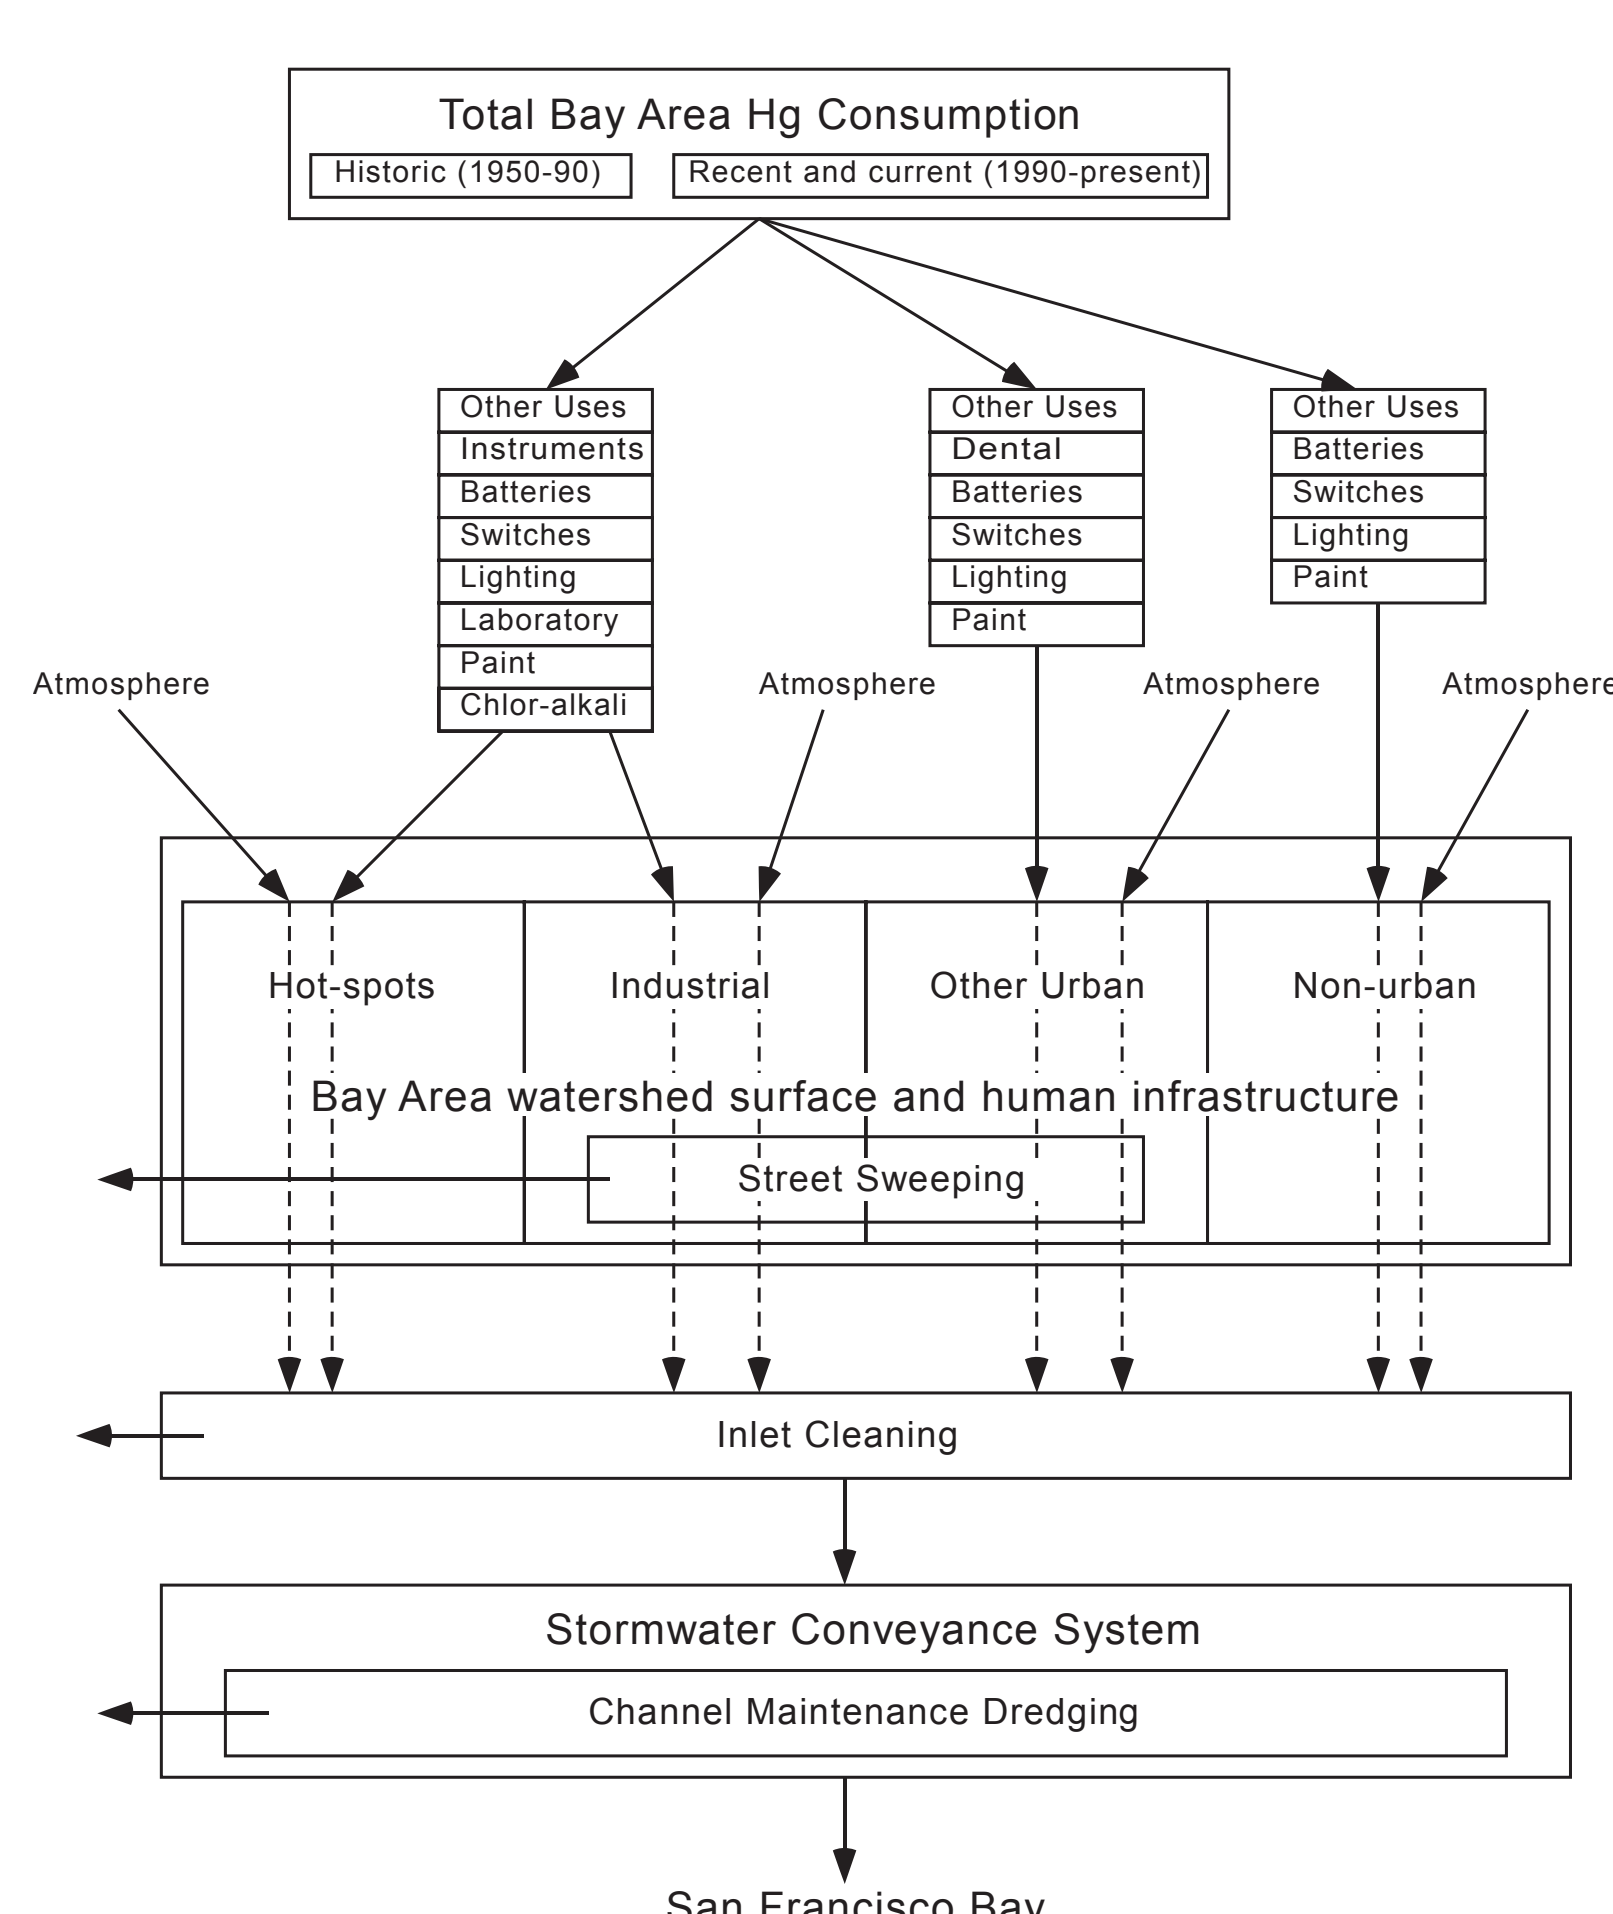 Total Bay Area Hg Consumption
Historic (1950-90)
Recent and current (1990-present)
Other Uses
Instruments
Batteries
Switches
Lighting
Laboratory
Paint
Chlor-alkali
Other Uses
Dental
Batteries
Switches
Lighting
Paint
Other Uses
Batteries
Switches
Lighting
Paint
Atmosphere
Atmosphere
Atmosphere
Atmosphere
Hot-spots
Industrial
Other Urban
Non-urban
Bay Area watershed surface and human infrastructure
Street Sweeping
Inlet Cleaning
Stormwater Conveyance System
Channel Maintenance Dredging
San Francisco Bay